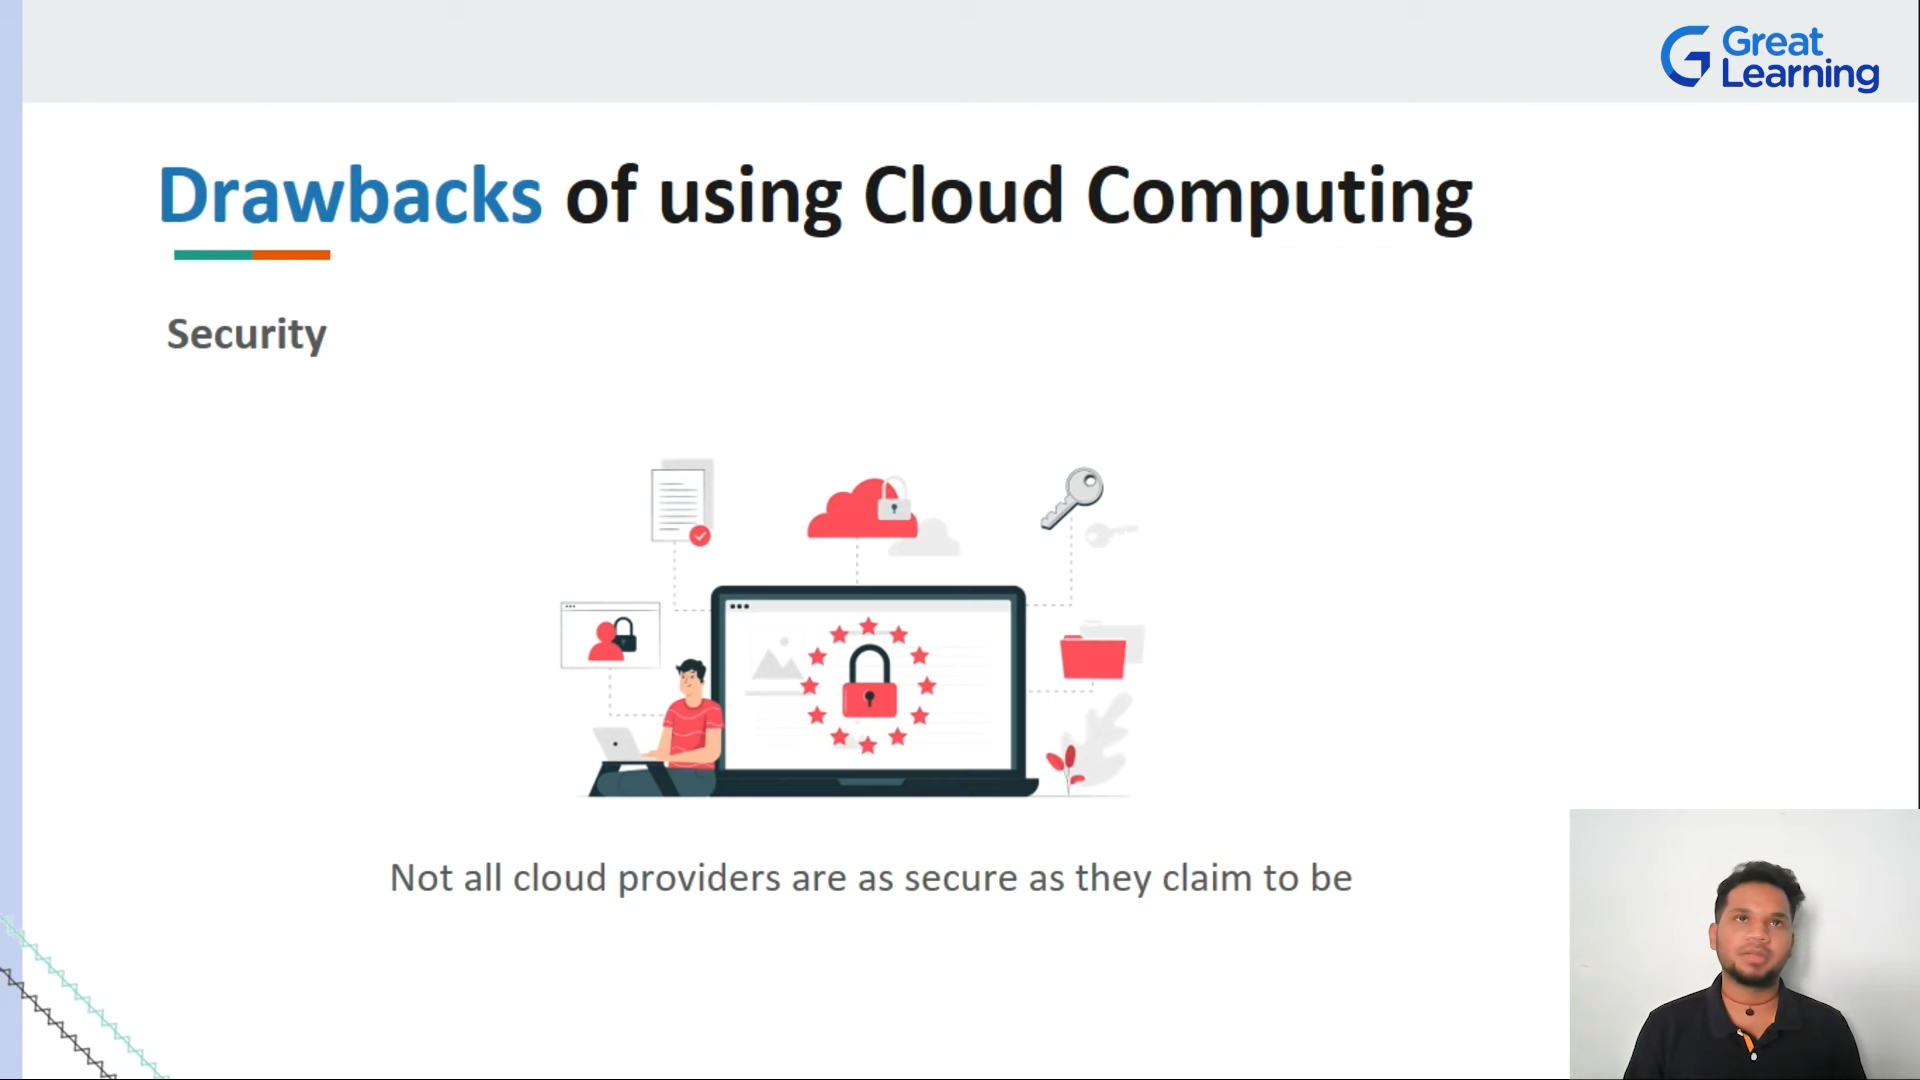 Great
Learning
Drawbacks of using Cloud Computing
Security
Not all cloud providers are as secure as they claim to be